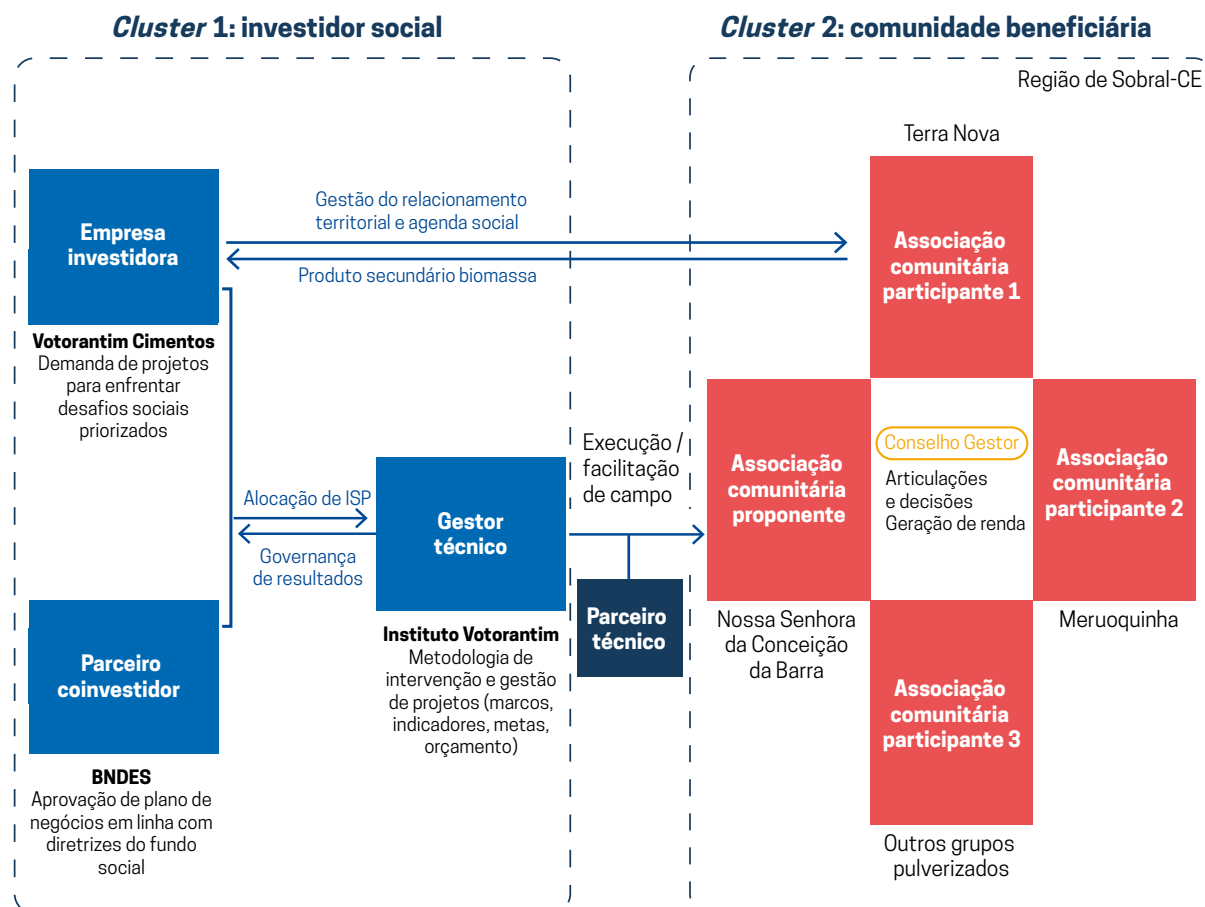 Cluster 1: investidor social
Cluster 2: comunidade beneficiária
Região de Sobral-CE
Empresa
investidora
Votorantim Cimentos
Demanda de projetos
para enfrentar
desafios sociais
priorizados
Gestão do relacionamento
territorial e agenda social
Produto secundário biomassa
Alocação de ISP
Governança
de resultados
Parceiro
coinvestidor
BNDES
Aprovação de plano de
negócios em linha com
diretrizes do fundo
social
Gestor
técnico
Instituto Votorantim
Metodologia de
intervenção e gestão
de projetos (marcos,
indicadores, metas,
orçamento)
Execução /
facilitação
de campo
Parceiro
técnico
Terra Nova
Associação
comunitária
participante 1
Associação
comunitária
proponente
Nossa Senhora
da Conceição
da Barra
Conselho Gestor
Articulações
e decisões
Geração de renda
Associação
comunitária
participante 2
Meruoquinha
Associação
comunitária
participante 3
Outros grupos
pulverizados